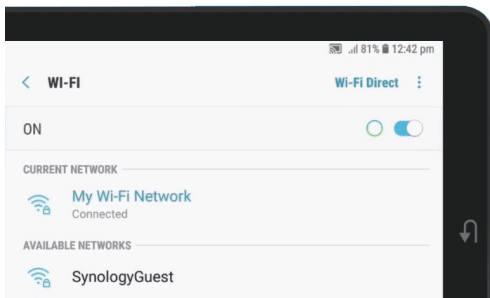 81% 12:42 pm
WI-FI Wi-Fi Direct
ON
CURRENT NETWORK
My Wi-Fi Network
Connected
AVAILABLE NETWORKS
SynologyGuest